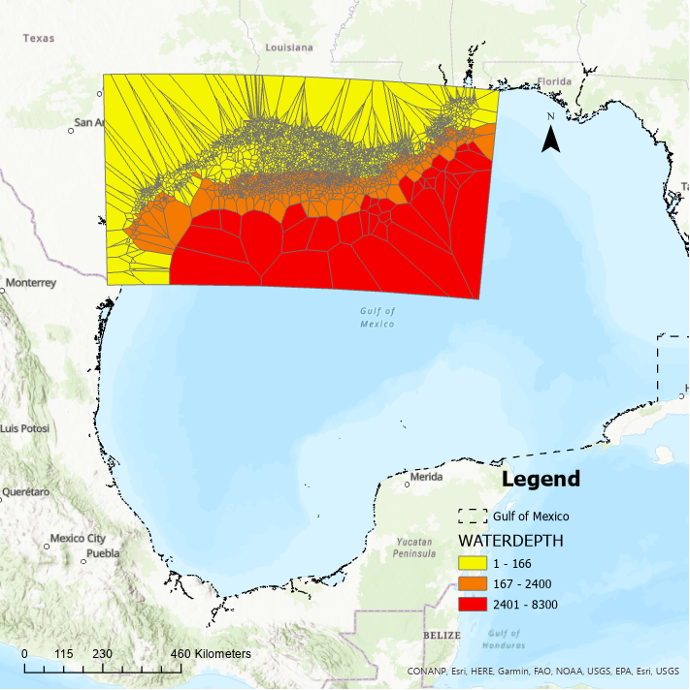 Texas
Louisiana
Florida
San An
N
Ta
Monterrey
Gulf of
Mexico
H
Luis Potosi
Merida
Legend
Querétaro
Gulf of Mexico
Mexico City
WATERDEPTH
Puebla
Yucatan
Peninsula
1 - 166
167 - 2400
2401 - 8300
BELIZE
Gulf of
Honduras
0 115 230 460 Kilometers
CONANP, Esri, HERE, Garmin, FAO, NOAA, USGS, EPA, Esri, USGS